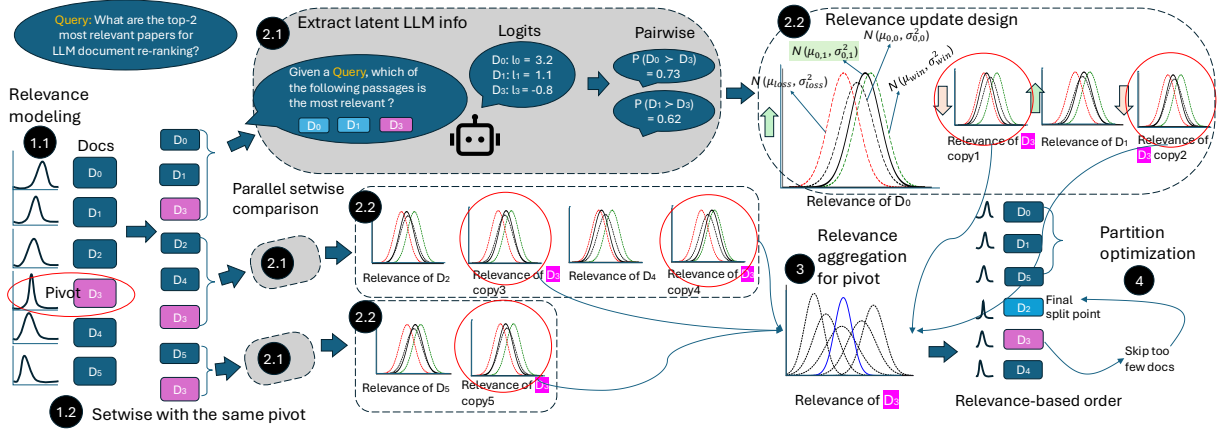 Query: What are the top-2
most relevant papers for
LLM document re-ranking?
Relevance
modeling
1.1
Docs
D0
D1
D2
Pivot
D3
D4
D5
1.2
Setwise with the same pivot
D0
D1
D3
D2
D4
D3
D5
D3
2.1
Extract latent LLM info
Given a Query, which of
the following passages is
the most relevant ?
D0 D1 D3
Logits
D0: l0 = 3.2
D1: l1 = 1.1
D3: l3 = -0.8
Pairwise
P (D0 ≻ D3)
= 0.73
P (D1 ≻ D3)
= 0.62
Parallel setwise
comparison
2.1
2.1
2.2
Relevance of D2
Relevance of D3
copy3
Relevance of D4
Relevance of D3
copy4
2.2
Relevance of D5
Relevance of D3
copy5
2.2
Relevance update design
N (μ0,0, σ²0,0)
N (μ0,1, σ²0,1)
N (μloss, σ²loss)
N (μwin, σ²win)
Relevance of D0
Relevance of D3
copy1
Relevance of D1
Relevance of
D3 copy2
3
Relevance
aggregation
for pivot
Relevance of D3
D0
D1
D5
D2
D3
D4
Final
split point
Partition
optimization
4
Skip too
few docs
Relevance-based order